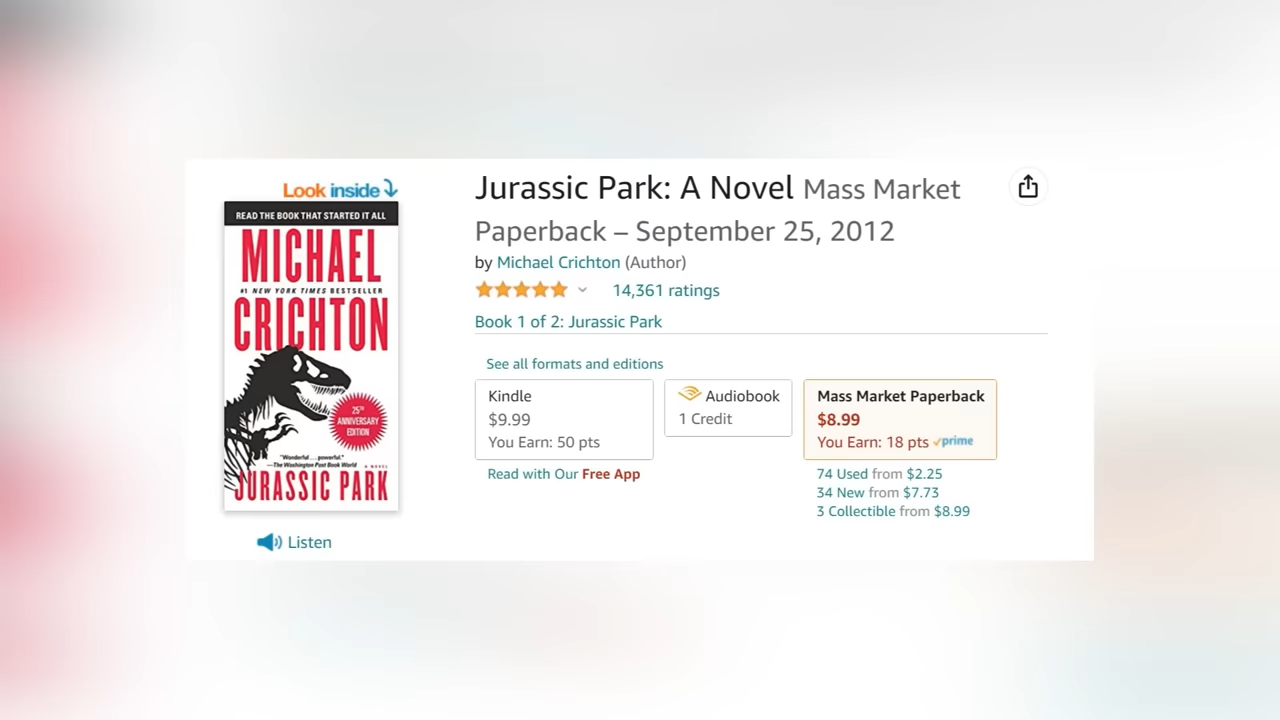 Look inside
READ THE BOOK THAT STARTED IT ALL
MICHAEL
#1 NEW YORK TIMES BESTSELLER
CRICHTON
25TH
ANNIVERSARY
EDITION
"Wonderful...powerful."
—The Washington Post Book World
A NOVEL
JURASSIC PARK
Listen
Jurassic Park: A Novel Mass Market
Paperback – September 25, 2012
by Michael Crichton (Author)
14,361 ratings
Book 1 of 2: Jurassic Park
See all formats and editions
Kindle
$9.99
You Earn: 50 pts
Read with Our Free App
Audiobook
1 Credit
Mass Market Paperback
$8.99
You Earn: 18 pts prime
74 Used from $2.25
34 New from $7.73
3 Collectible from $8.99